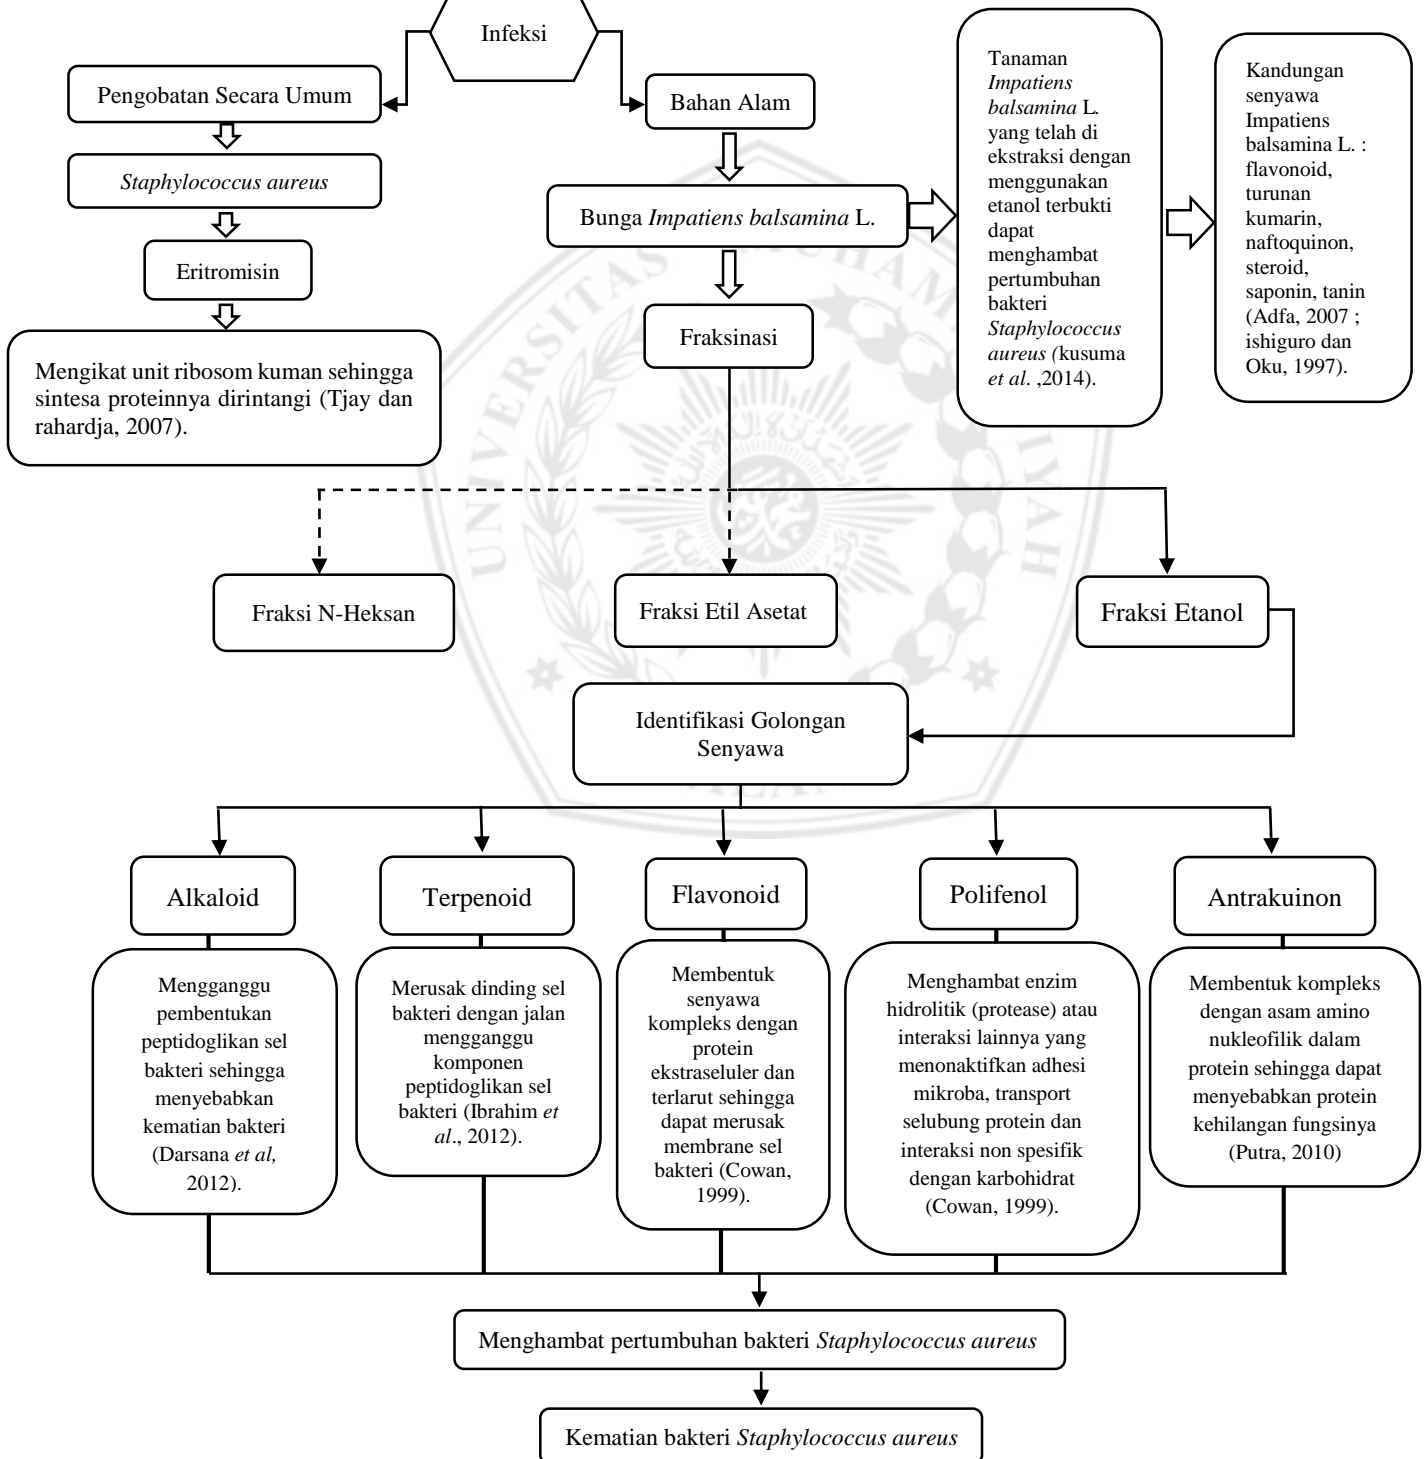 Infeksi
Pengobatan Secara Umum
Staphylococcus aureus
Eritromisin
Mengikat unit ribosom kuman sehingga
sintesa proteinnya dirintangi (Tjay dan
rahardja, 2007).
Bahan Alam
Bunga Impatiens balsamina L.
Fraksinasi
Tanaman
Impatiens
balsamina L.
yang telah di
ekstraksi dengan
menggunakan
etanol terbukti
dapat
menghambat
pertumbuhan
bakteri
Staphylococcus
aureus (kusuma
et al. ,2014).
Kandungan
senyawa
Impatiens
balsamina L. :
flavonoid,
turunan
kumarin,
naftoquinon,
steroid,
saponin, tanin
(Adfa, 2007 ;
ishiguro dan
Oku, 1997).
Fraksi N-Heksan
Fraksi Etil Asetat
Fraksi Etanol
Identifikasi Golongan
Senyawa
Alkaloid
Terpenoid
Flavonoid
Polifenol
Antrakuinon
Mengganggu
pembentukan
peptidoglikan sel
bakteri sehingga
menyebabkan
kematian bakteri
(Darsana et al,
2012).
Merusak dinding sel
bakteri dengan jalan
mengganggu
komponen
peptidoglikan sel
bakteri (Ibrahim et
al., 2012).
Membentuk
senyawa
kompleks dengan
protein
ekstraseluler dan
terlarut sehingga
dapat merusak
membrane sel
bakteri (Cowan,
1999).
Menghambat enzim
hidrolitik (protease) atau
interaksi lainnya yang
menonaktifkan adhesi
mikroba, transport
selubung protein dan
interaksi non spesifik
dengan karbohidrat
(Cowan, 1999).
Membentuk kompleks
dengan asam amino
nukleofilik dalam
protein sehingga dapat
menyebabkan protein
kehilangan fungsinya
(Putra, 2010)
Menghambat pertumbuhan bakteri Staphylococcus aureus
Kematian bakteri Staphylococcus aureus